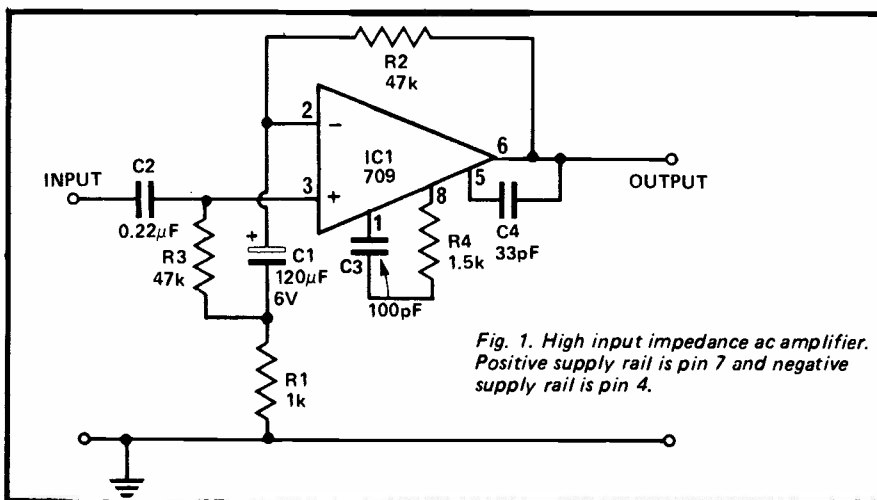 R2
47k
2
−
6
IC1
709
5
C2
INPUT
3
+
8
OUTPUT
0.22μF
1
C4
33pF
R3
47k
+
C1
120μF
6V
C3
R4
1.5k
100pF
R1
1k
Fig. 1. High input impedance ac amplifier.
Positive supply rail is pin 7 and negative
supply rail is pin 4.